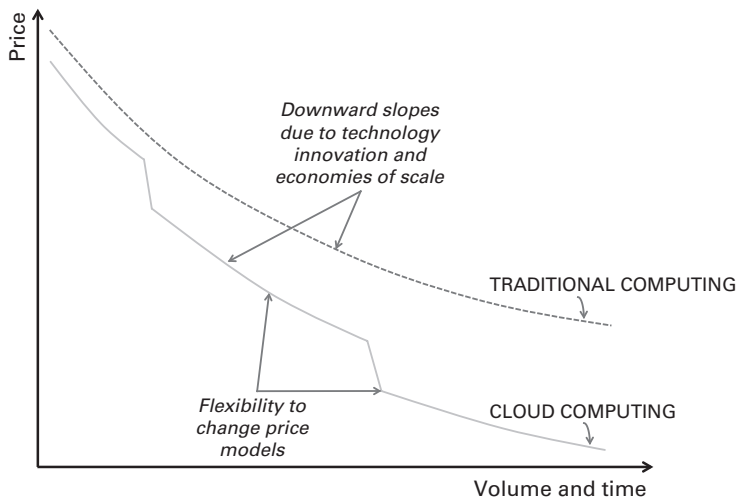 Price
Downward slopes
due to technology
innovation and
economies of scale
TRADITIONAL COMPUTING
Flexibility to
change price
models
CLOUD COMPUTING
Volume and time